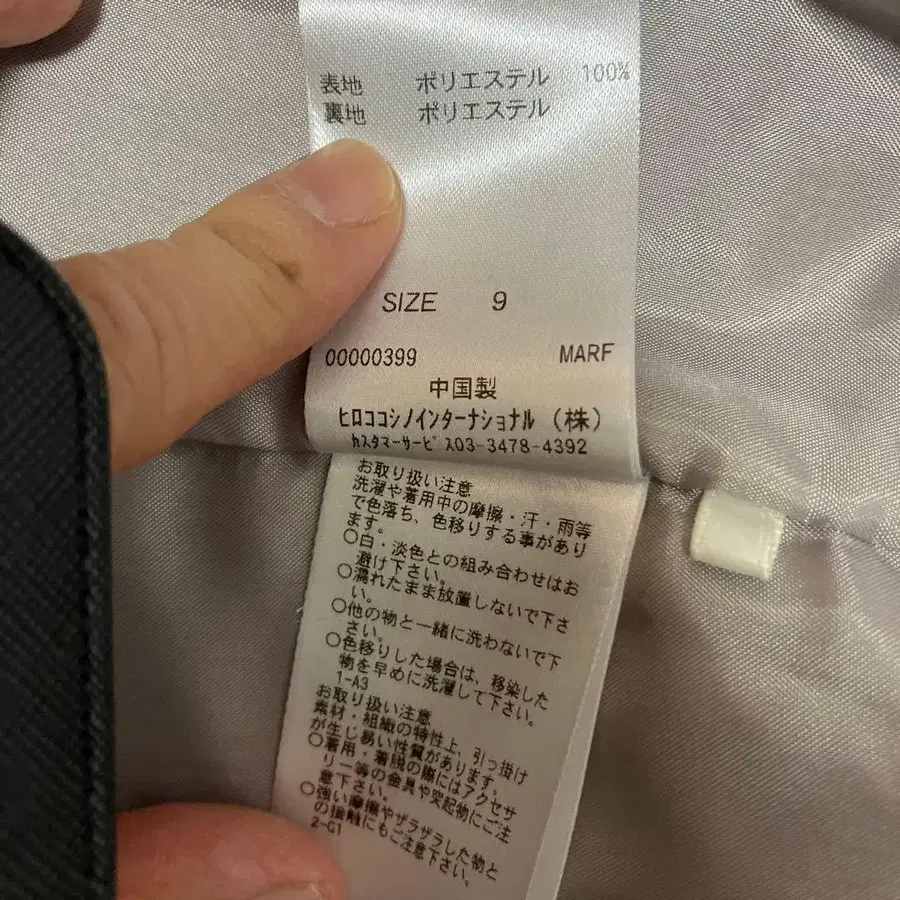 表地 ポリエステル 100%
裏地 ポリエステル
SIZE 9
00000399 MARF
中国製
ヒロココシノインターナショナル（株）
ｶｽﾀﾏｰｻｰﾋﾞｽ03-3478-4392
お取り扱い注意
洗濯や着用中の摩擦・汗・雨等
で色落ち、色移りする事があり
ます。
○白・淡色との組み合わせはお
避け下さい。
○濡れたまま放置しないで下さ
い。
○他の物と一緒に洗わないで下
さい。
○色移りした場合は、移染した
物を早めに洗濯して下さい。
1-A3
お取り扱い注意
素材・組織の特性上、引っ掛け
が生じ易い性質があります。
○着用・着脱の際にはアクセサ
リー等の金具や突起物にご注
意下さい。
○強い摩擦やザラザラした物と
の接触にもご注意下さい。
2-G1